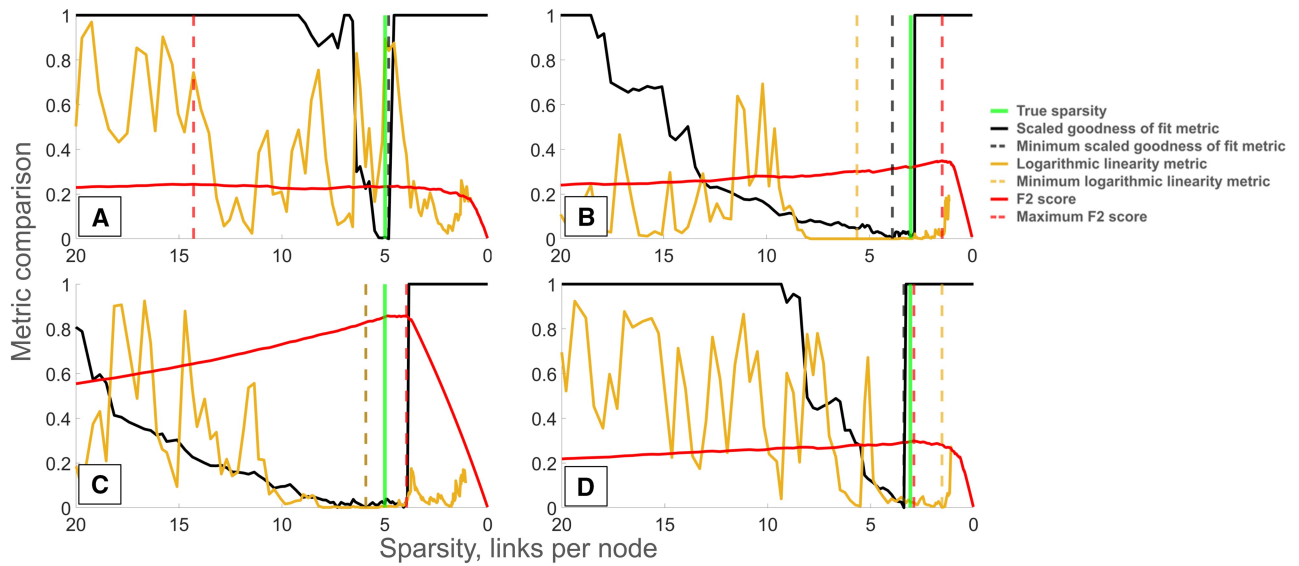 1
0.8
0.6
0.4
0.2
0
A
20 15 10 5 0
1
0.8
0.6
0.4
0.2
0
B
20 15 10 5 0
True sparsity
Scaled goodness of fit metric
Minimum scaled goodness of fit metric
Logarithmic linearity metric
Minimum logarithmic linearity metric
F2 score
Maximum F2 score
Metric comparison
1
0.8
0.6
0.4
0.2
0
C
20 15 10 5 0
1
0.8
0.6
0.4
0.2
0
D
20 15 10 5 0
Sparsity, links per node